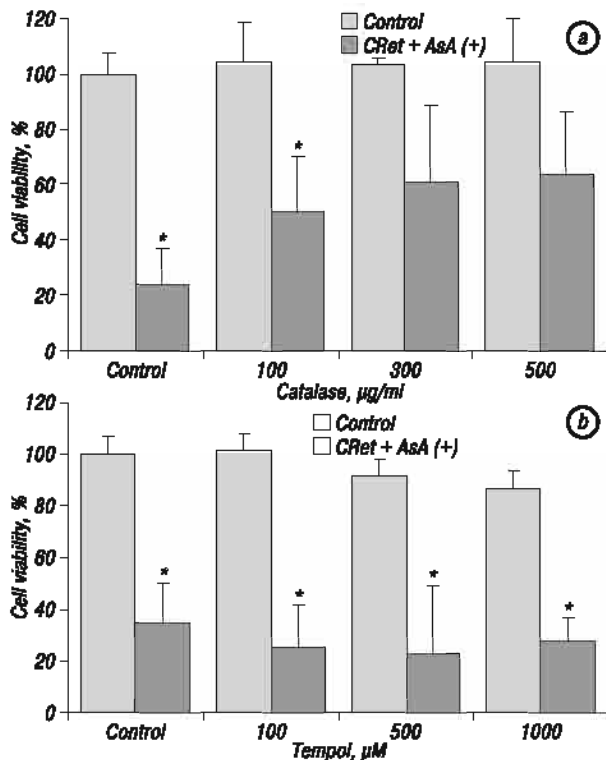 120
100
80
60
40
20
0
Cell viability, %
Control
CRet + AsA (+)
a
*
*
Control 100 300 500
Catalase, µg/ml
120
100
80
60
40
20
0
Cell viability, %
Control
CRet + AsA (+)
b
*
*
*
*
Control 100 500 1000
Tempol, µM